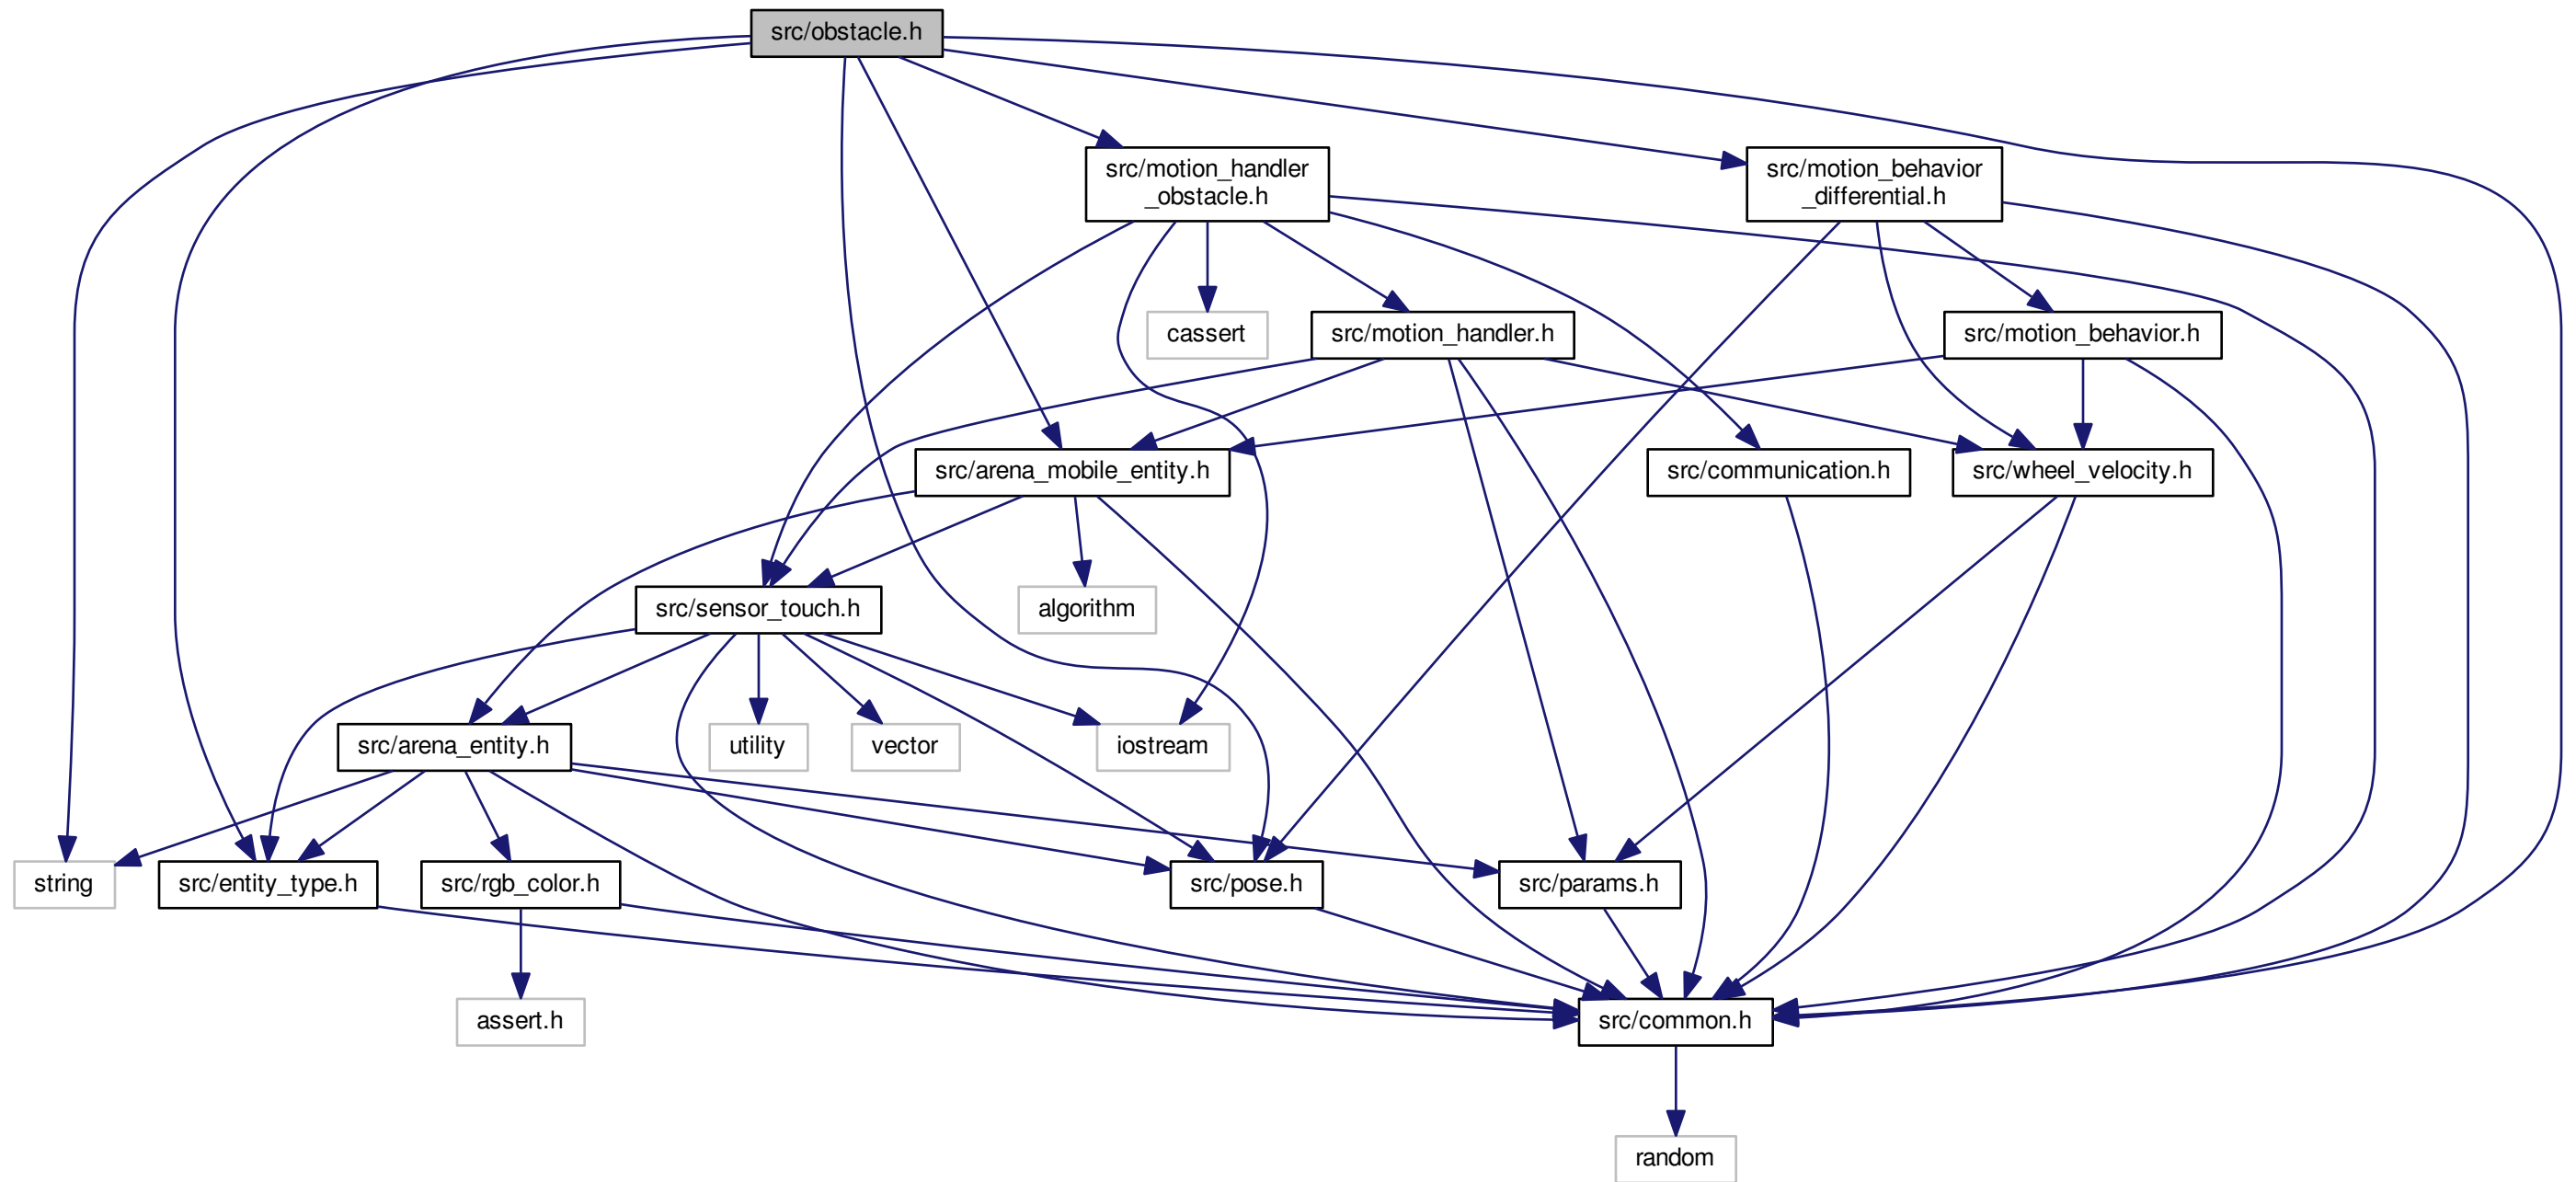 src/obstacle.h
src/motion_handler
_obstacle.h
src/motion_behavior
_differential.h
cassert
src/motion_handler.h
src/motion_behavior.h
src/arena_mobile_entity.h
src/communication.h
src/wheel_velocity.h
src/sensor_touch.h
algorithm
src/arena_entity.h
utility
vector
iostream
string
src/entity_type.h
src/rgb_color.h
src/pose.h
src/params.h
assert.h
src/common.h
random